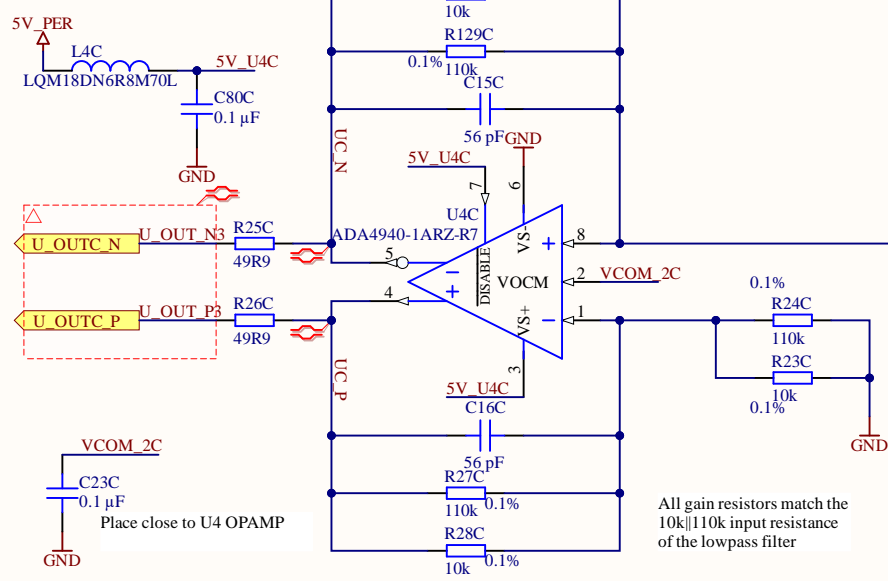 10k
5V_PER
R129C
0.1%
110k
L4C
5V_U4C
LQM18DN6R8M70L
C15C
56 pF
C80C
0.1 µF
GND
UC_N
GND
5V_U4C
7
6
U4C
ADA4940-1ARZ-R7
VS-
DISABLE
VOCM
VS+
+
−
−
+
8
2
1
5
4
3
VCOM_2C
U_OUTC_N
U_OUT_N3
R25C
49R9
U_OUTC_P
U_OUT_P3
R26C
49R9
0.1%
R24C
110k
R23C
10k
0.1%
GND
UC_P
5V_U4C
C16C
56 pF
VCOM_2C
C23C
0.1 µF
GND
Place close to U4 OPAMP
R27C
0.1%
110k
R28C
0.1%
10k
All gain resistors match the
10k||110k input resistance
of the lowpass filter